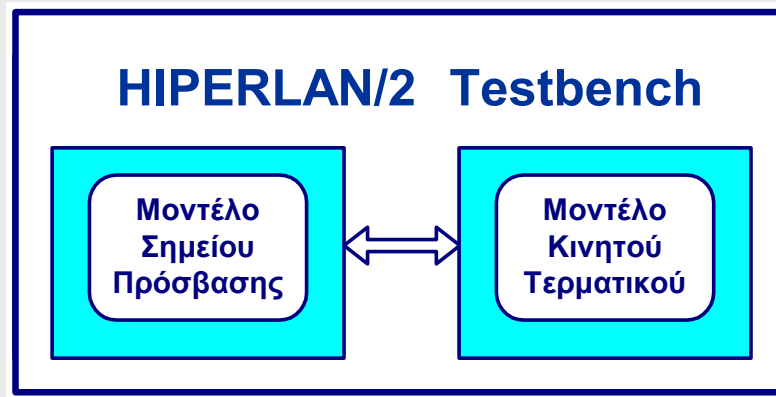 HIPERLAN/2 Testbench
Μοντέλο
Σημείου
Πρόσβασης
Μοντέλο
Κινητού
Τερματικού